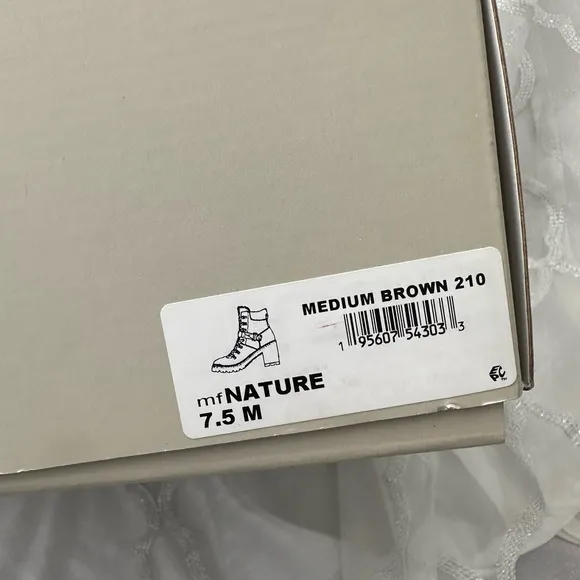 MEDIUM BROWN 210
1 95607 54303 3
mfNATURE
7.5 M